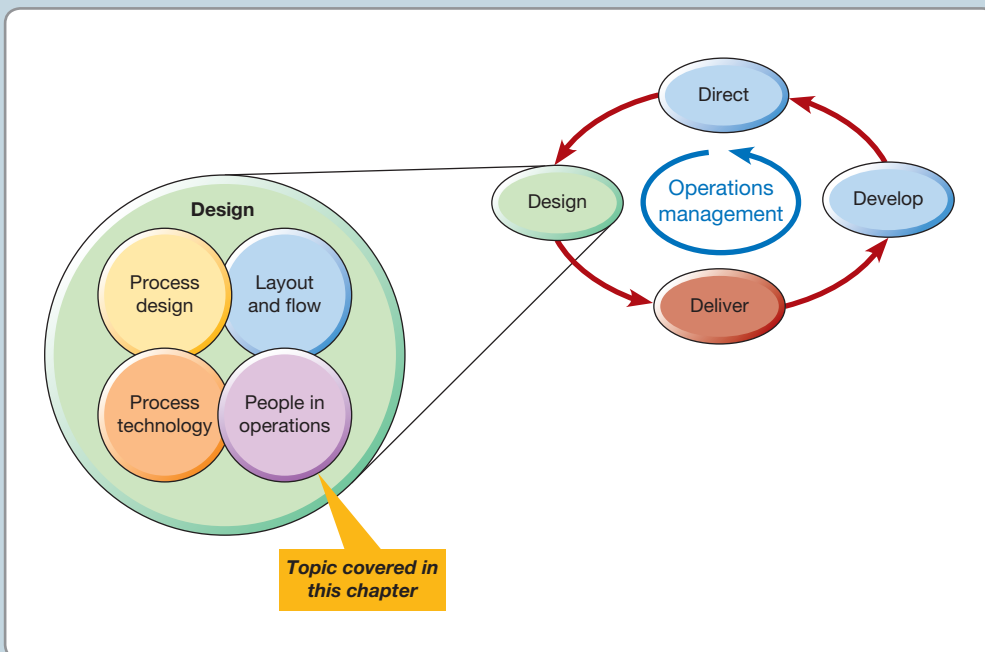 Direct
Design
Operations
management
Develop
Deliver
Design
Process
design
Layout
and flow
Process
technology
People in
operations
Topic covered in
this chapter